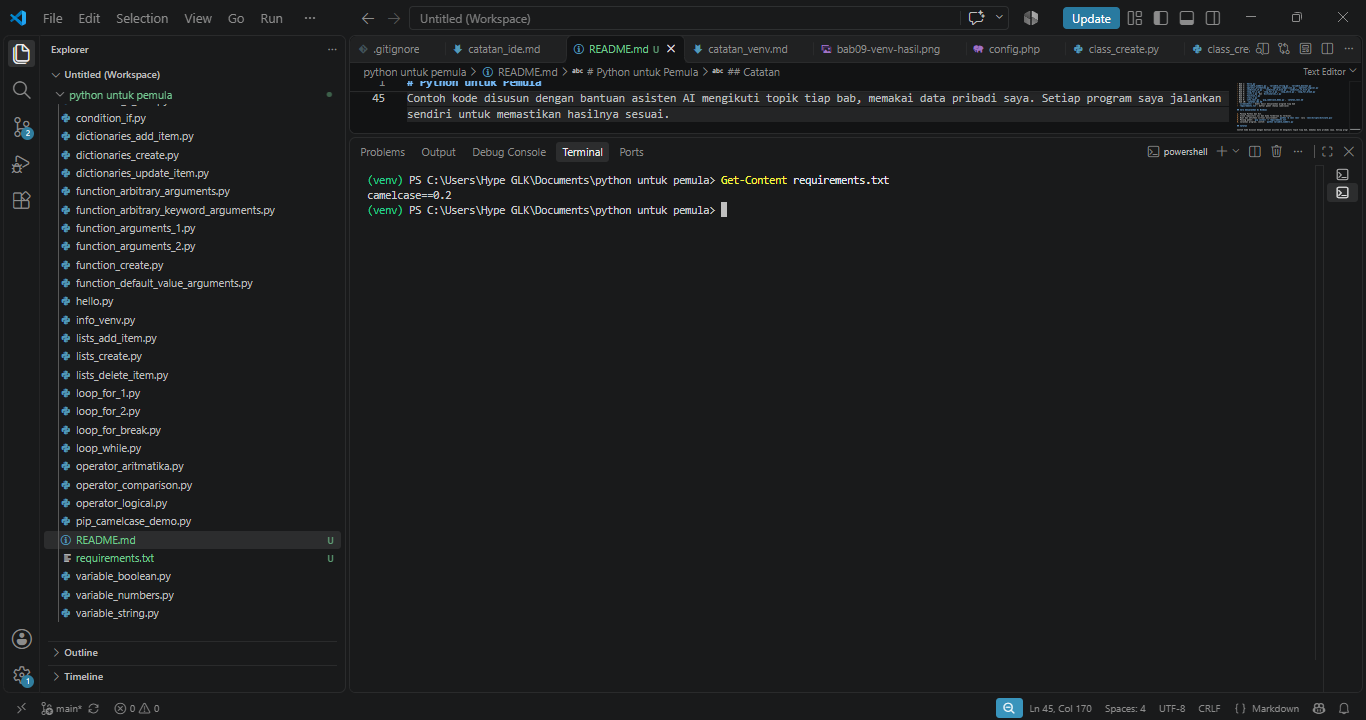 File Edit Selection View Go Run ··· Untitled (Workspace) Update
Explorer ···
Untitled (Workspace)
python untuk pemula
condition_if.py
dictionaries_add_item.py
dictionaries_create.py
dictionaries_update_item.py
function_arbitrary_arguments.py
function_arbitrary_keyword_arguments.py
function_arguments_1.py
function_arguments_2.py
function_create.py
function_default_value_arguments.py
hello.py
info_venv.py
lists_add_item.py
lists_create.py
lists_delete_item.py
loop_for_1.py
loop_for_2.py
loop_for_break.py
loop_while.py
operator_aritmatika.py
operator_comparison.py
operator_logical.py
pip_camelcase_demo.py
README.md U
requirements.txt U
variable_boolean.py
variable_numbers.py
variable_string.py
Outline
Timeline
2
1
.gitignore catatan_ide.md README.md U catatan_venv.md bab09-venv-hasil.png config.php class_create.py class_cre
python untuk pemula > README.md > # Python untuk Pemula > ## Catatan Text Editor
1 # Python untuk Pemula
45 Contoh kode disusun dengan bantuan asisten AI mengikuti topik tiap bab, memakai data pribadi saya. Setiap program saya jalankan
sendiri untuk memastikan hasilnya sesuai.
Problems Output Debug Console Terminal Ports powershell
(venv) PS C:\Users\Hype GLK\Documents\python untuk pemula> Get-Content requirements.txt
camelcase==0.2
(venv) PS C:\Users\Hype GLK\Documents\python untuk pemula>
main* 0 0 Ln 45, Col 170 Spaces: 4 UTF-8 CRLF {} Markdown